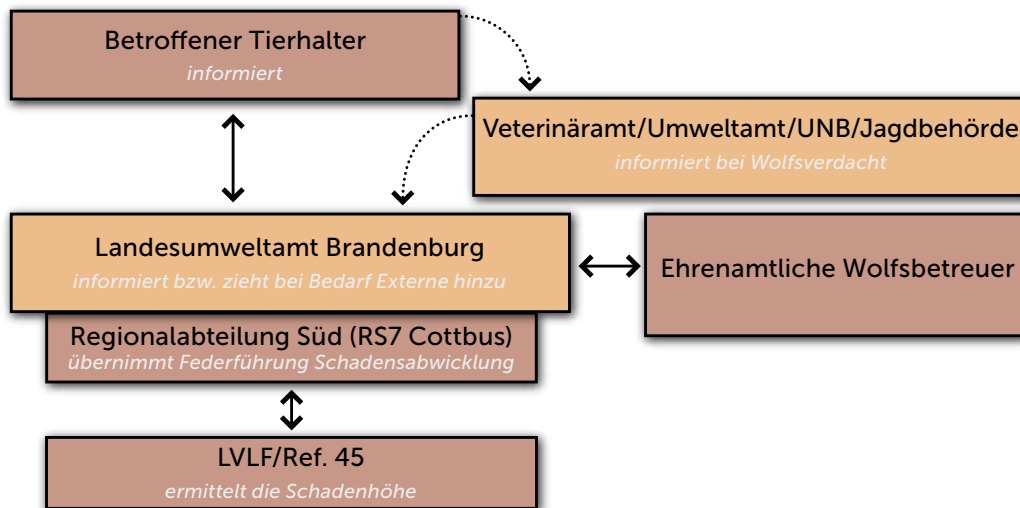 Betroffener Tierhalter
informiert
Veterinäramt/Umweltamt/UNB/Jagdbehörde
informiert bei Wolfsverdacht
Landesumweltamt Brandenburg
informiert bzw. zieht bei Bedarf Externe hinzu
Ehrenamtliche Wolfsbetreuer
Regionalabteilung Süd (RS7 Cottbus)
übernimmt Federführung Schadensabwicklung
LVLF/Ref. 45
ermittelt die Schadenhöhe